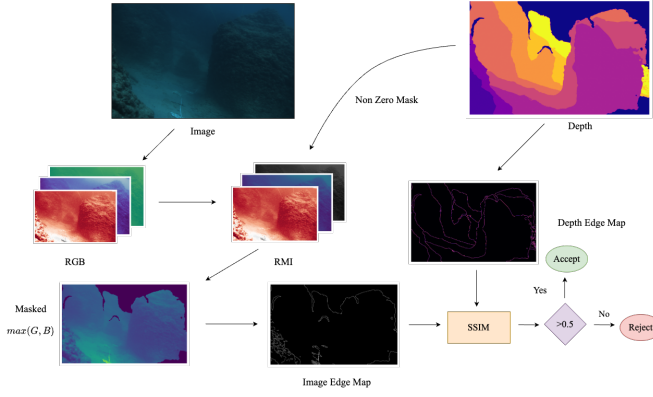 Non Zero Mask
Image
Depth
Depth Edge Map
RGB
RMI
Accept
Masked
max(G, B)
Yes
No
SSIM
>0.5
Reject
Image Edge Map